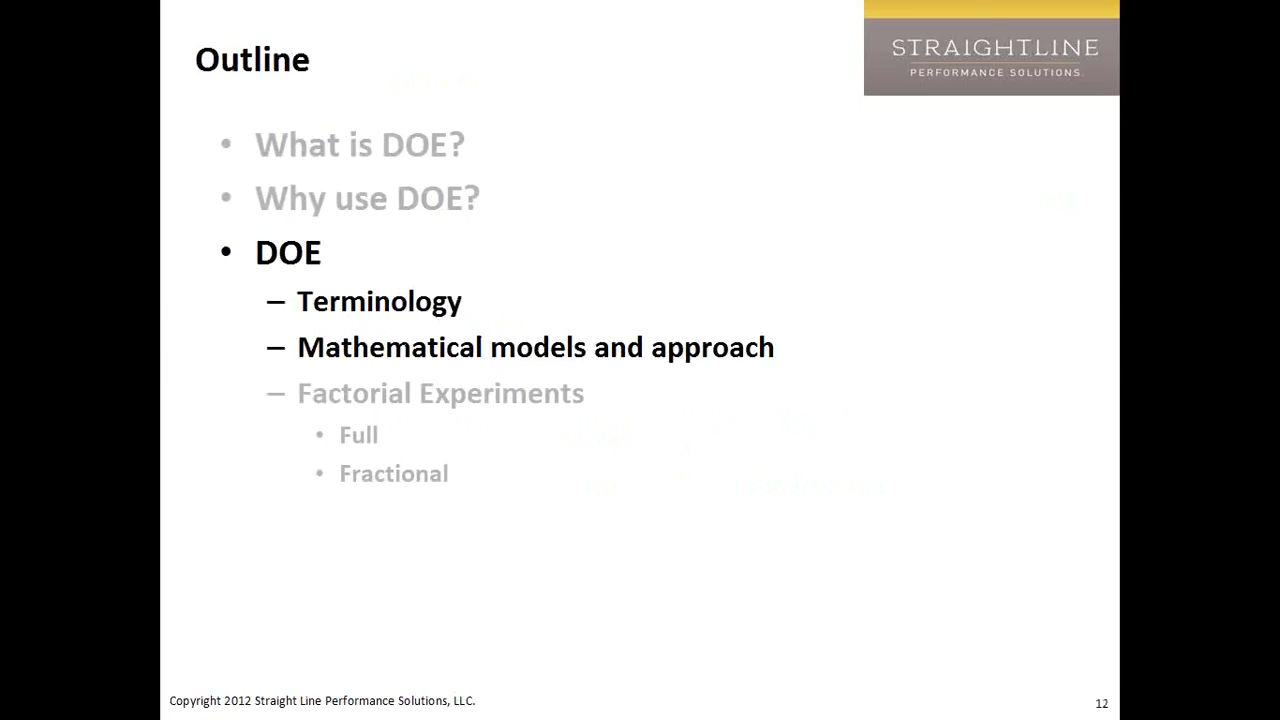 Outline
STRAIGHTLINE
PERFORMANCE SOLUTIONS.
• What is DOE?
• Why use DOE?
• DOE
– Terminology
– Mathematical models and approach
– Factorial Experiments
• Full
• Fractional
Copyright 2012 Straight Line Performance Solutions, LLC.
12